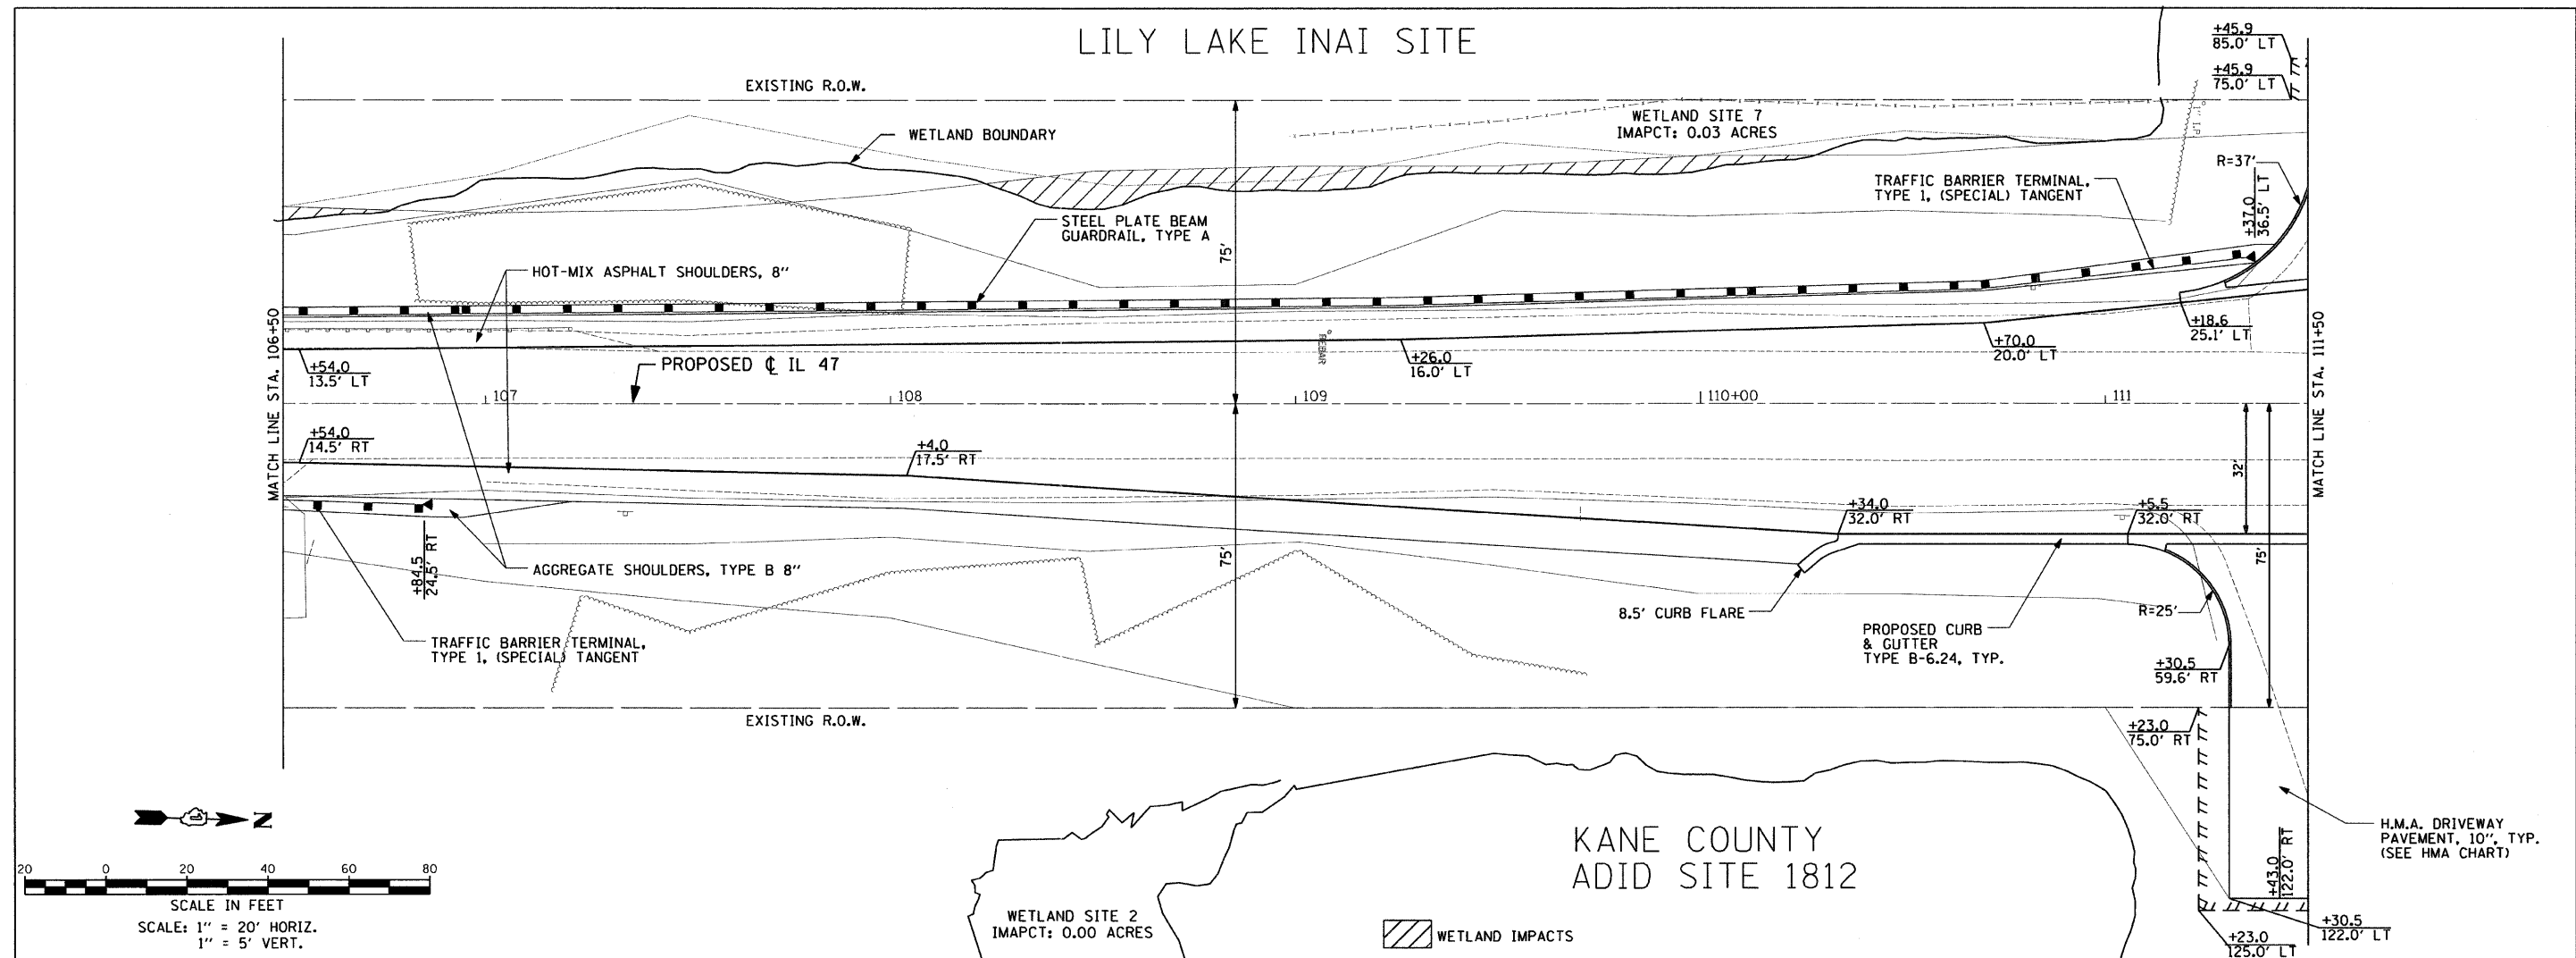 LILY LAKE INAI SITE
+45.9
85.0' LT
+45.9
75.0' LT
EXISTING R.O.W.
WETLAND BOUNDARY
WETLAND SITE 7
IMAPCT: 0.03 ACRES
1" I.P.
R=37'
TRAFFIC BARRIER TERMINAL,
TYPE 1, (SPECIAL) TANGENT
+37.0
36.5' LT
STEEL PLATE BEAM
GUARDRAIL, TYPE A
75'
HOT-MIX ASPHALT SHOULDERS, 8"
MATCH LINE STA. 106+50
MATCH LINE STA. 111+50
REBAR
+18.6
25.1' LT
+70.0
20.0' LT
+26.0
16.0' LT
+54.0
13.5' LT
PROPOSED ℄ IL 47
107
108
109
110+00
111
+54.0
14.5' RT
+4.0
17.5' RT
32'
+34.0
32.0' RT
+5.5
32.0' RT
75'
75'
+84.5
24.5' RT
AGGREGATE SHOULDERS, TYPE B 8"
8.5' CURB FLARE
R=25'
PROPOSED CURB
& GUTTER
TYPE B-6.24, TYP.
TRAFFIC BARRIER TERMINAL,
TYPE 1, (SPECIAL) TANGENT
+30.5
59.6' RT
EXISTING R.O.W.
+23.0
75.0' RT
N
20 0 20 40 60 80
SCALE IN FEET
SCALE: 1" = 20' HORIZ.
1" = 5' VERT.
KANE COUNTY
ADID SITE 1812
H.M.A. DRIVEWAY
PAVEMENT, 10", TYP.
(SEE HMA CHART)
+43.0
122.0' RT
WETLAND SITE 2
IMAPCT: 0.00 ACRES
WETLAND IMPACTS
+30.5
122.0' LT
+23.0
125.0' LT